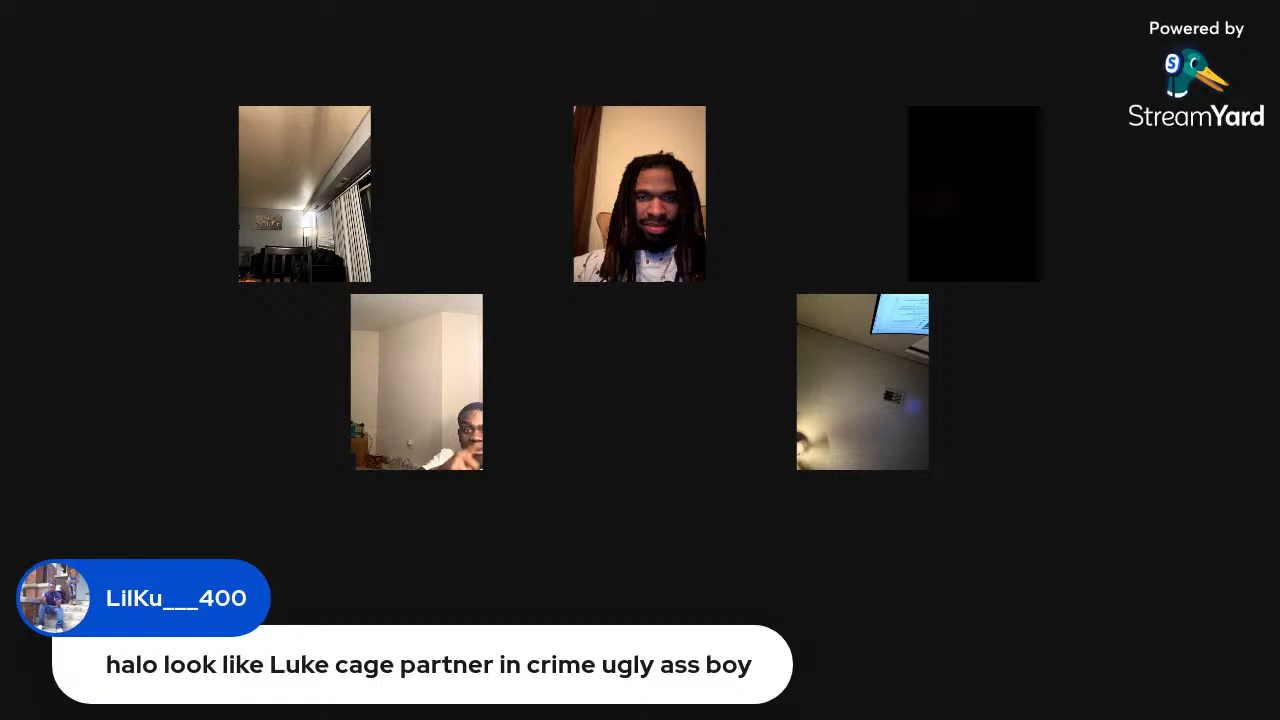 Powered by
StreamYard
LilKu___400
halo look like Luke cage partner in crime ugly ass boy